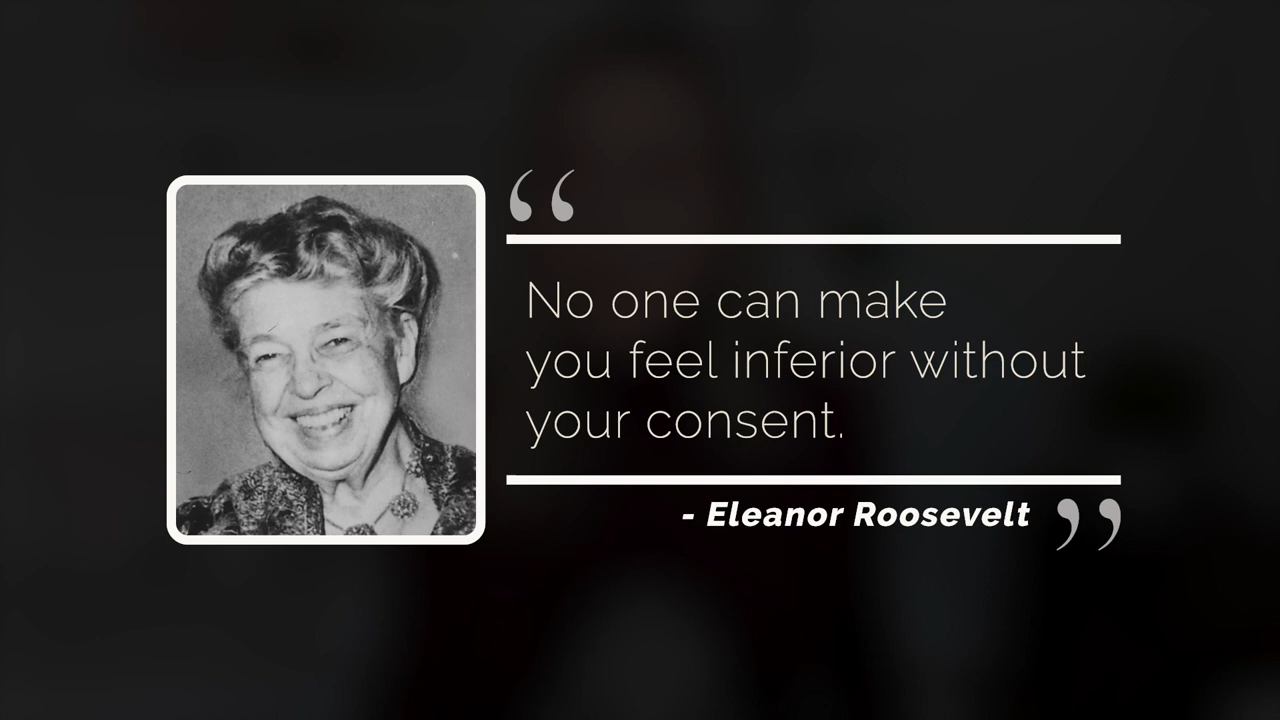 “
No one can make
you feel inferior without
your consent.
- Eleanor Roosevelt
”